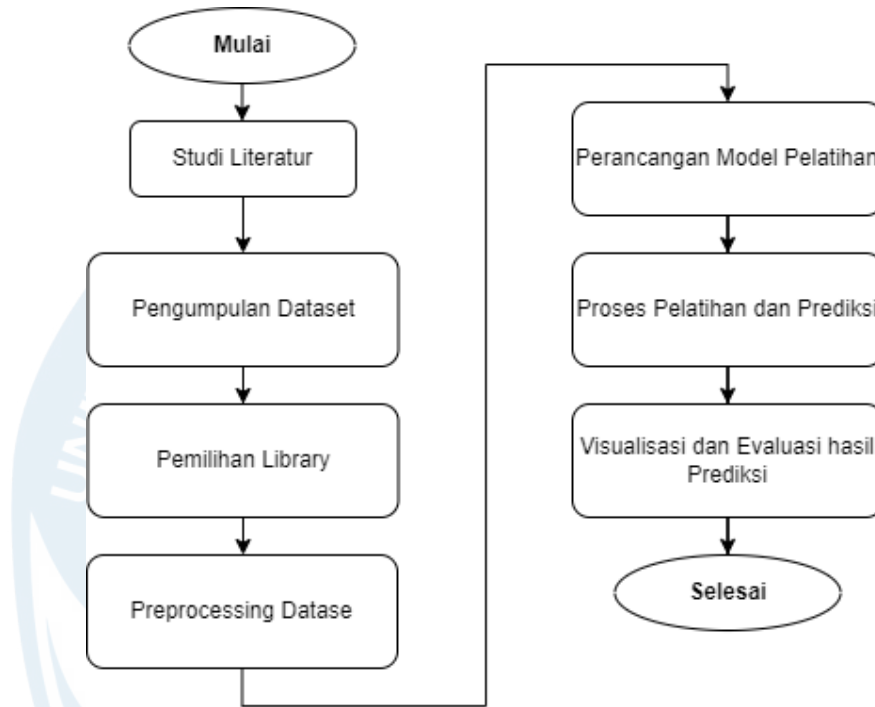 Mulai
Studi Literatur
Pengumpulan Dataset
Pemilihan Library
Preprocessing Datase
Perancangan Model Pelatihan
Proses Pelatihan dan Prediksi
Visualisasi dan Evaluasi hasil
Prediksi
Selesai